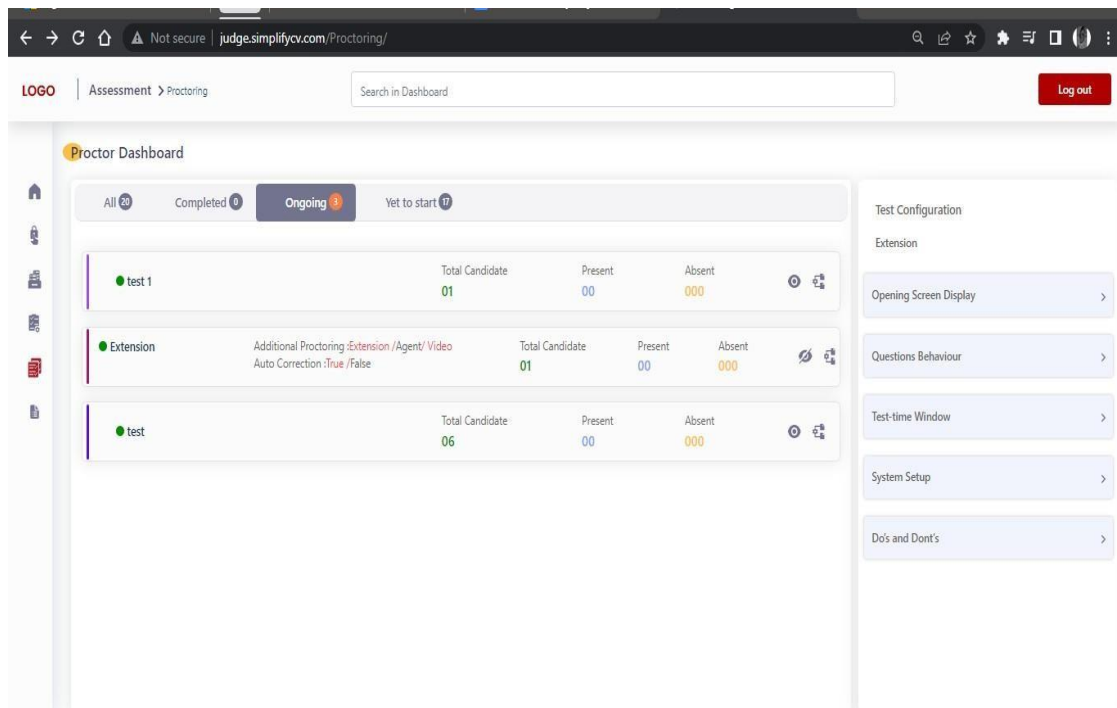 Not secure | judge.simplifycv.com/Proctoring/
LOGO Assessment > Proctoring Search in Dashboard Log out
Proctor Dashboard
All 20 Completed 0 Ongoing 3 Yet to start 17
test 1 Total Candidate Present Absent
01 00 000
Extension Additional Proctoring :Extension /Agent/ Video Total Candidate Present Absent
Auto Correction :True /False 01 00 000
test Total Candidate Present Absent
06 00 000
Test Configuration
Extension
Opening Screen Display
Questions Behaviour
Test-time Window
System Setup
Do's and Dont's